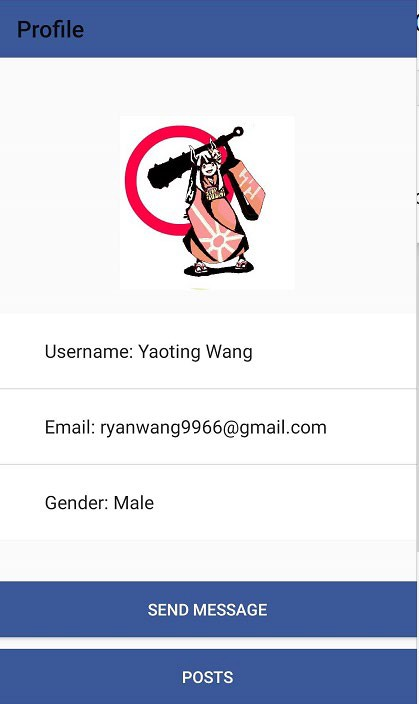 Profile
Username: Yaoting Wang
Email: ryanwang9966@gmail.com
Gender: Male
SEND MESSAGE
POSTS